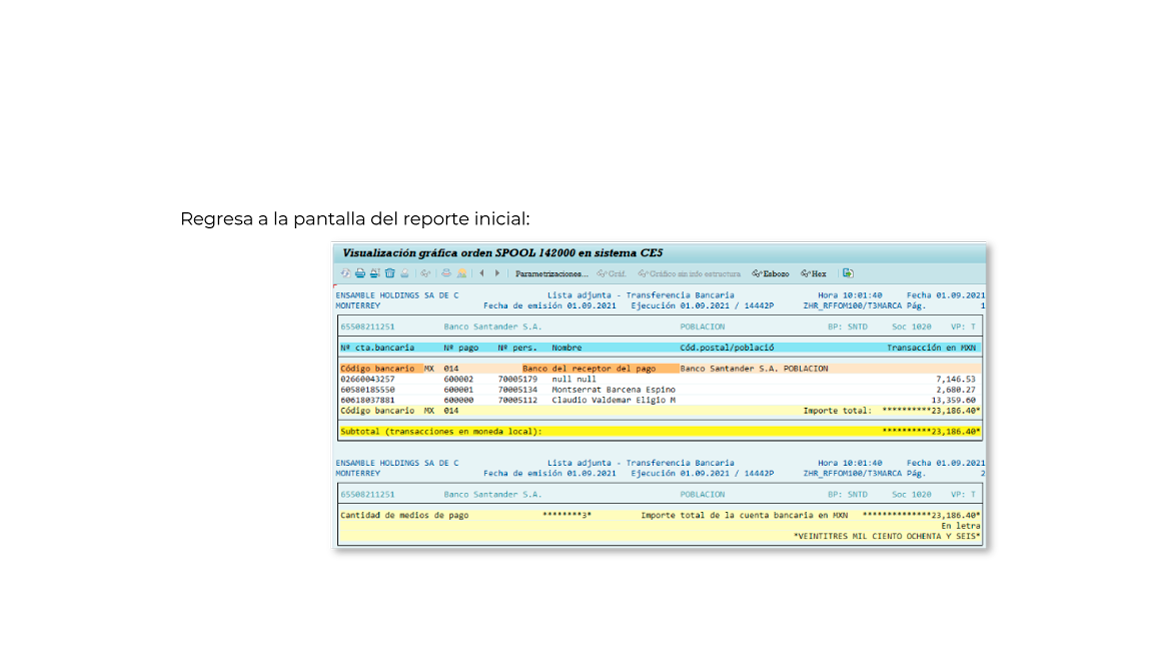 Regresa a la pantalla del reporte inicial:
Visualización gráfica orden SPOOL 142000 en sistema CE5
Parametrizaciones... Gráf. Gráfico sin info estructura Esbozo Hex
ENSAMBLE HOLDINGS SA DE C Lista adjunta - Transferencia Bancaria Hora 10:01:40 Fecha 01.09.2021
MONTERREY Fecha de emisión 01.09.2021 Ejecución 01.09.2021 / 14442P ZHR_RFFOM100/T3MARCA Pág. 1
65508211251 Banco Santander S.A. POBLACION BP: SNTD Soc 1020 VP: T
Nº cta.bancaria Nº pago Nº pers. Nombre Cód.postal/població Transacción en MXN
Código bancario MX 014 Banco del receptor del pago Banco Santander S.A. POBLACION
02660043257 600002 70005179 null null 7,146.53
60580185550 600001 70005134 Montserrat Barcena Espino 2,680.27
60618037881 600000 70005112 Claudio Valdemar Eligio M 13,359.60
Código bancario MX 014 Importe total: **********23,186.40*
Subtotal (transacciones en moneda local): **********23,186.40*
ENSAMBLE HOLDINGS SA DE C Lista adjunta - Transferencia Bancaria Hora 10:01:40 Fecha 01.09.2021
MONTERREY Fecha de emisión 01.09.2021 Ejecución 01.09.2021 / 14442P ZHR_RFFOM100/T3MARCA Pág. 2
65508211251 Banco Santander S.A. POBLACION BP: SNTD Soc 1020 VP: T
Cantidad de medios de pago ********3* Importe total de la cuenta bancaria en MXN **************23,186.40*
En letra
*VEINTITRES MIL CIENTO OCHENTA Y SEIS*